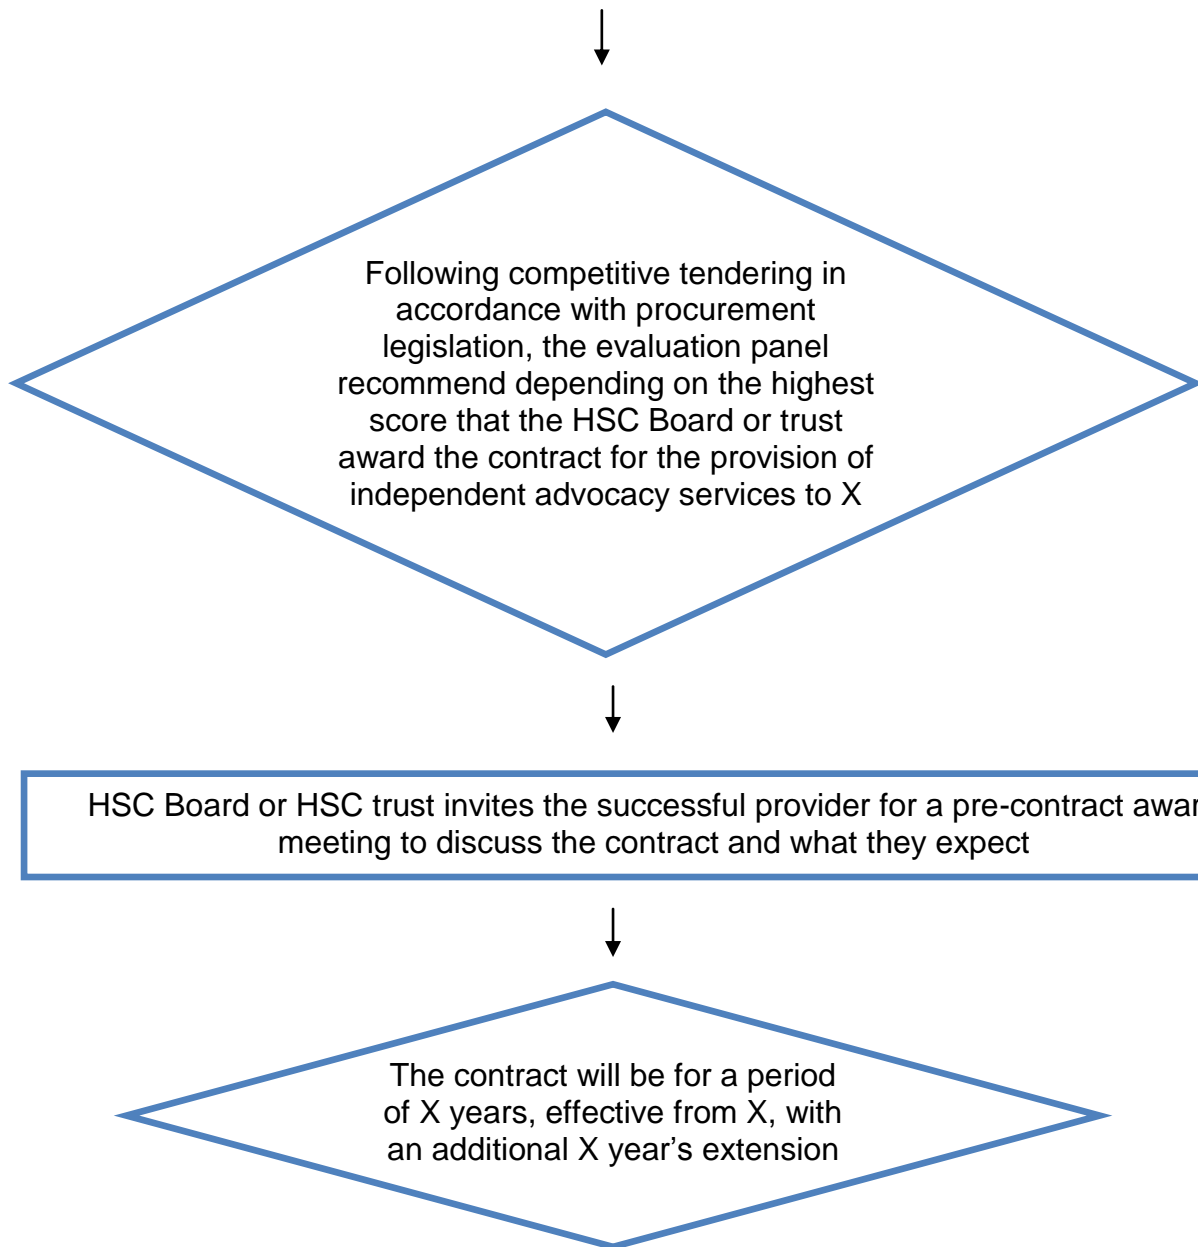 Following competitive tendering in
accordance with procurement
legislation, the evaluation panel
recommend depending on the highest
score that the HSC Board or trust
award the contract for the provision of
independent advocacy services to X
HSC Board or HSC trust invites the successful provider for a pre-contract awar
meeting to discuss the contract and what they expect
The contract will be for a period
of X years, effective from X, with
an additional X year’s extension